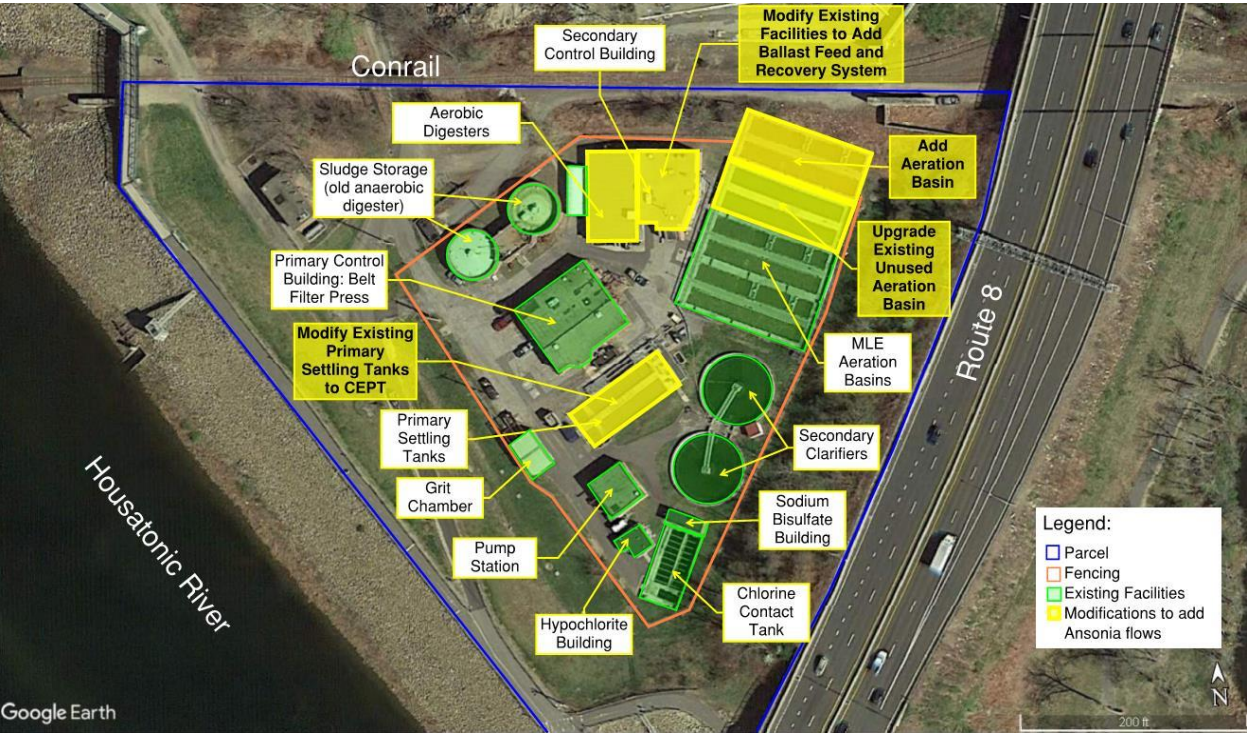 Modify Existing
Facilities to Add
Ballast Feed and
Recovery System
Secondary
Control Building
Conrail
Aerobic
Digesters
Add
Aeration
Basin
Sludge Storage
(old anaerobic
digester)
Upgrade
Existing
Unused
Aeration
Basin
Primary Control
Building: Belt
Filter Press
Route 8
Modify Existing
Primary
Settling Tanks
to CEPT
MLE
Aeration
Basins
Primary
Settling
Tanks
Secondary
Clarifiers
Grit
Chamber
Housatonic River
Sodium
Bisulfate
Building
Pump
Station
Chlorine
Contact
Tank
Hypochlorite
Building
Legend:
Parcel
Fencing
Existing Facilities
Modifications to add
Ansonia flows
N
200 ft
Google Earth